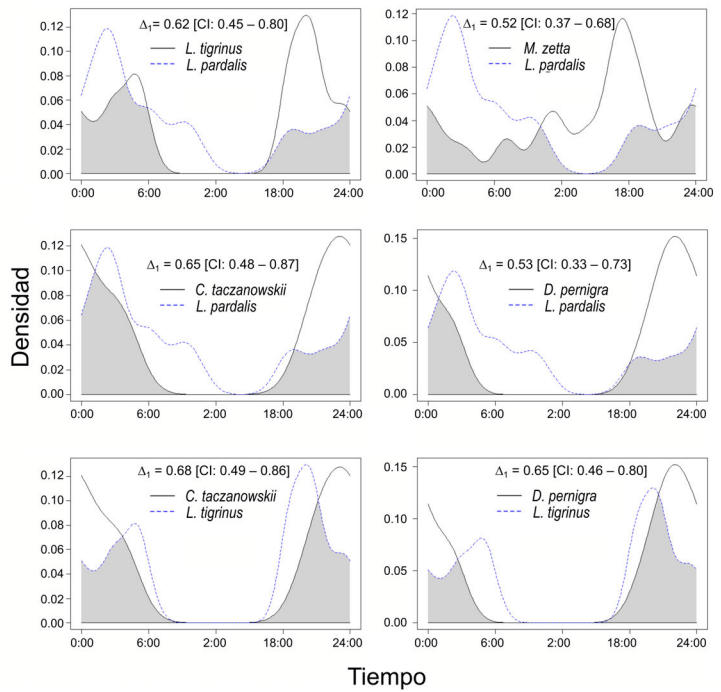 Δ1 = 0.62 [CI: 0.45 – 0.80]
L. tigrinus
L. pardalis
0.12
0.10
0.08
0.06
0.04
0.02
0.00
0:00 6:00 2:00 18:00 24:00
Δ1 = 0.52 [CI: 0.37 – 0.68]
M. zetta
L. pardalis
0.12
0.10
0.08
0.06
0.04
0.02
0.00
0:00 6:00 2:00 18:00 24:00
Densidad
Δ1 = 0.65 [CI: 0.48 – 0.87]
C. taczanowskii
L. pardalis
0.12
0.10
0.08
0.06
0.04
0.02
0.00
0:00 6:00 2:00 18:00 24:00
Δ1 = 0.53 [CI: 0.33 – 0.73]
D. pernigra
L. pardalis
0.15
0.10
0.05
0.00
0:00 6:00 2:00 18:00 24:00
Δ1 = 0.68 [CI: 0.49 – 0.86]
C. taczanowskii
L. tigrinus
0.12
0.10
0.08
0.06
0.04
0.02
0.00
0:00 6:00 2:00 18:00 24:00
Δ1 = 0.65 [CI: 0.46 – 0.80]
D. pernigra
L. tigrinus
0.15
0.10
0.05
0.00
0:00 6:00 2:00 18:00 24:00
Tiempo